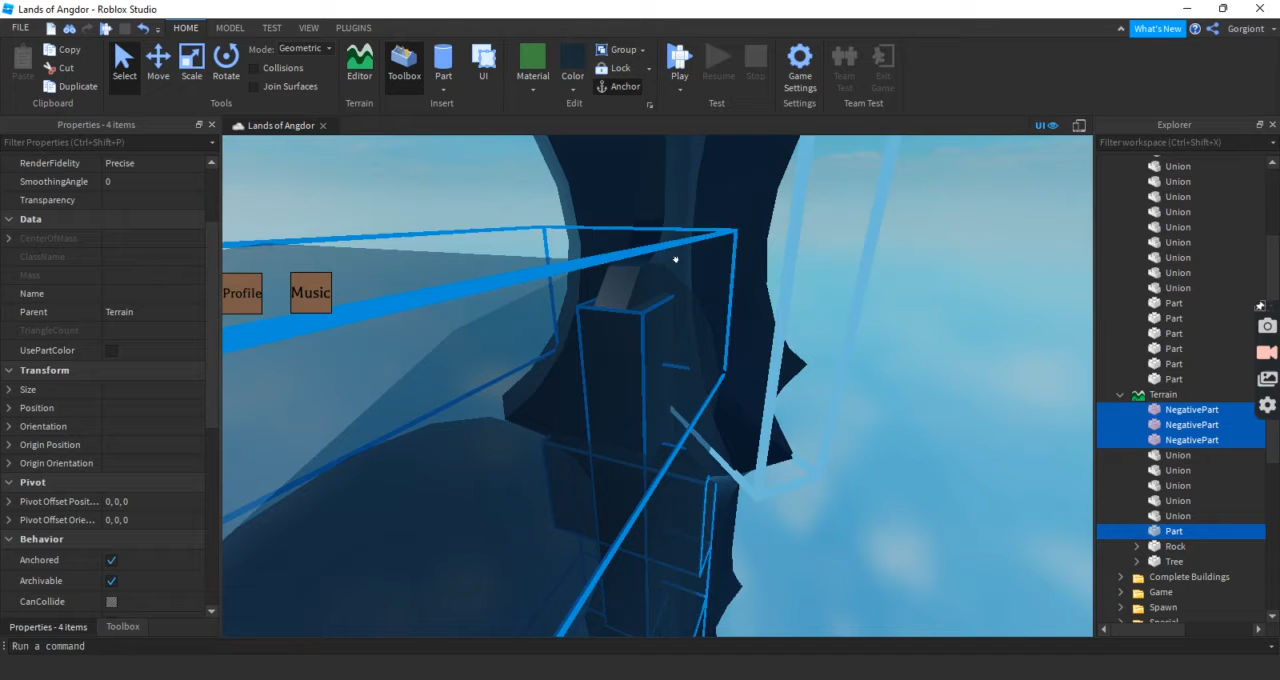 Lands of Angdor - Roblox Studio
FILE HOME MODEL TEST VIEW PLUGINS What's New Gorgiont
Paste Copy Cut Duplicate Clipboard
Select Move Scale Rotate Mode: Geometric Collisions Join Surfaces Tools
Editor Terrain
Toolbox Part UI Insert
Material Color Group Lock Anchor Edit
Play Resume Stop Test
Game Settings Settings
Team Test Exit Game Team Test
Properties - 4 items
Filter Properties (Ctrl+Shift+P)
Lands of Angdor
UI
Explorer
Filter workspace (Ctrl+Shift+X)
RenderFidelity Precise
SmoothingAngle 0
Transparency
Data
CenterOfMass
ClassName
Mass
Name
Parent Terrain
TriangleCount
UsePartColor
Transform
Size
Position
Orientation
Origin Position
Origin Orientation
Pivot
Pivot Offset Posit... 0,0,0
Pivot Offset Orie... 0,0,0
Behavior
Anchored
Archivable
CanCollide
Properties - 4 items Toolbox
Run a command
Profile Music
Union
Union
Union
Union
Union
Union
Union
Union
Union
Part
Part
Part
Part
Part
Part
Terrain
NegativePart
NegativePart
NegativePart
Union
Union
Union
Union
Union
Part
Rock
Tree
Complete Buildings
Game
Spawn